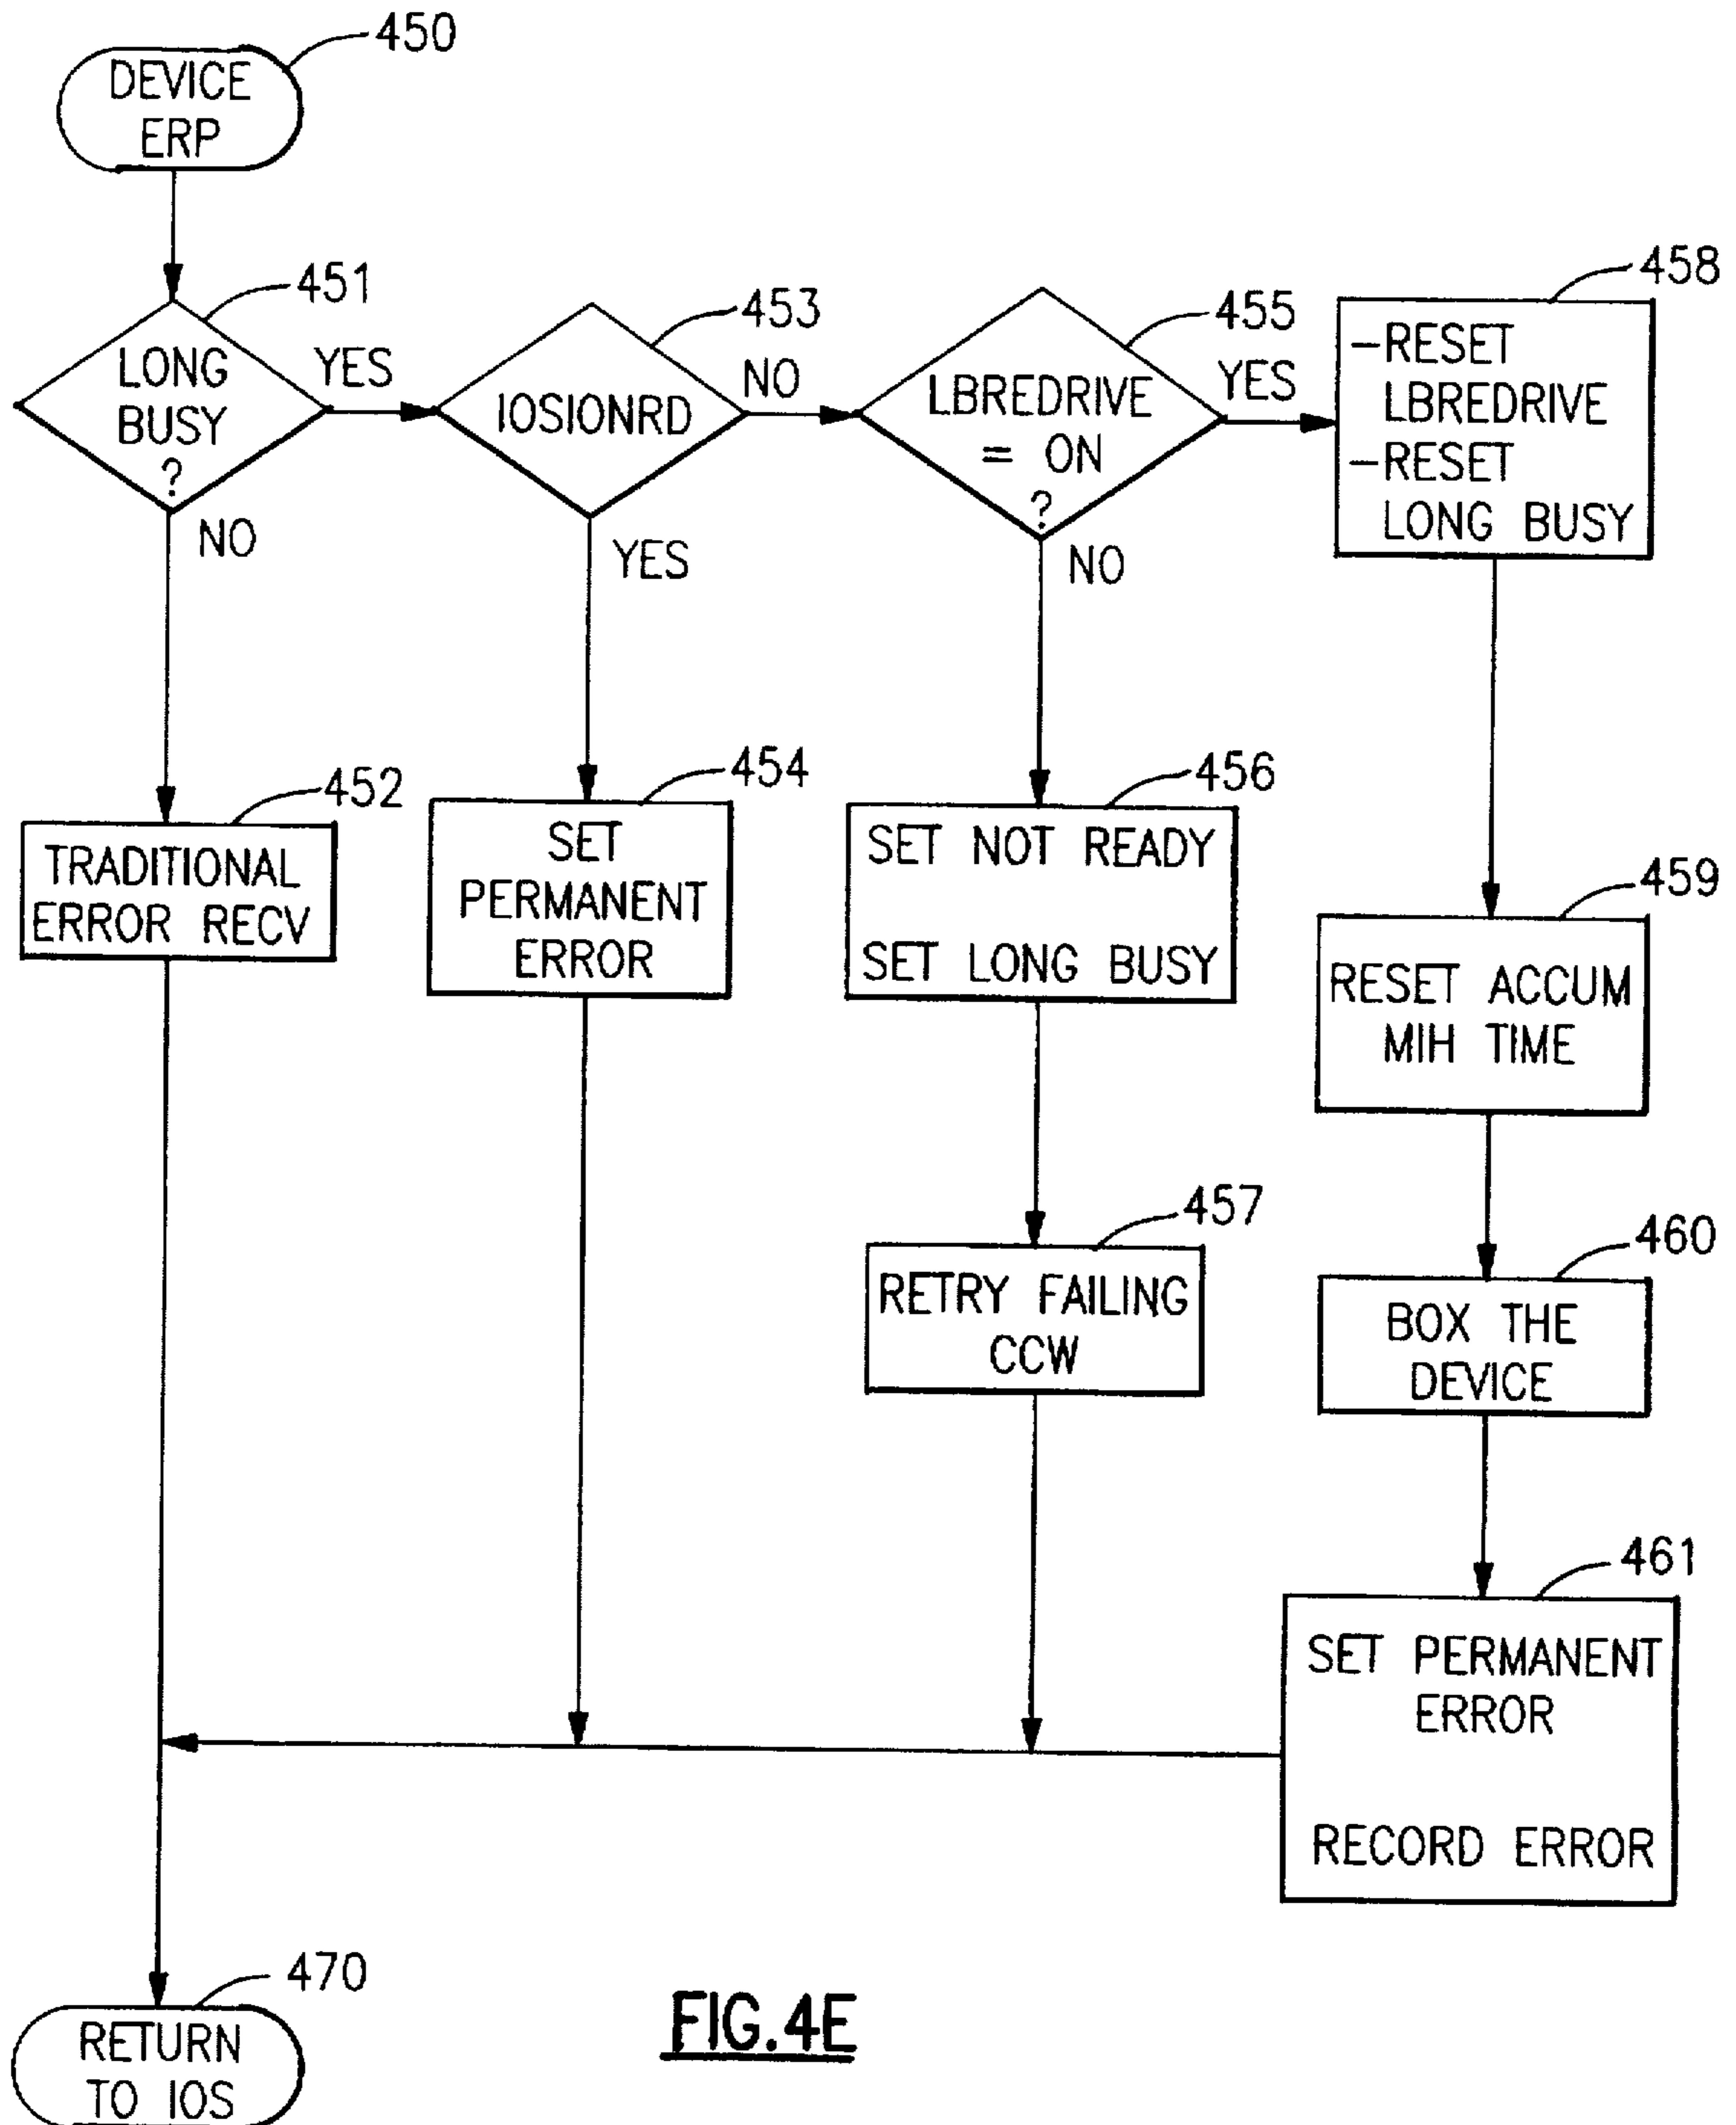 450
DEVICE
ERP
451
LONG
BUSY
?
YES
NO
453
IOSIONRD
NO
YES
455
LBREDRIVE
= ON
?
YES
NO
458
-RESET
LBREDRIVE
-RESET
LONG BUSY
452
TRADITIONAL
ERROR RECV
454
SET
PERMANENT
ERROR
456
SET NOT READY
SET LONG BUSY
459
RESET ACCUM
MIH TIME
457
RETRY FAILING
CCW
460
BOX THE
DEVICE
461
SET PERMANENT
ERROR
RECORD ERROR
470
RETURN
TO IOS
FIG.4E